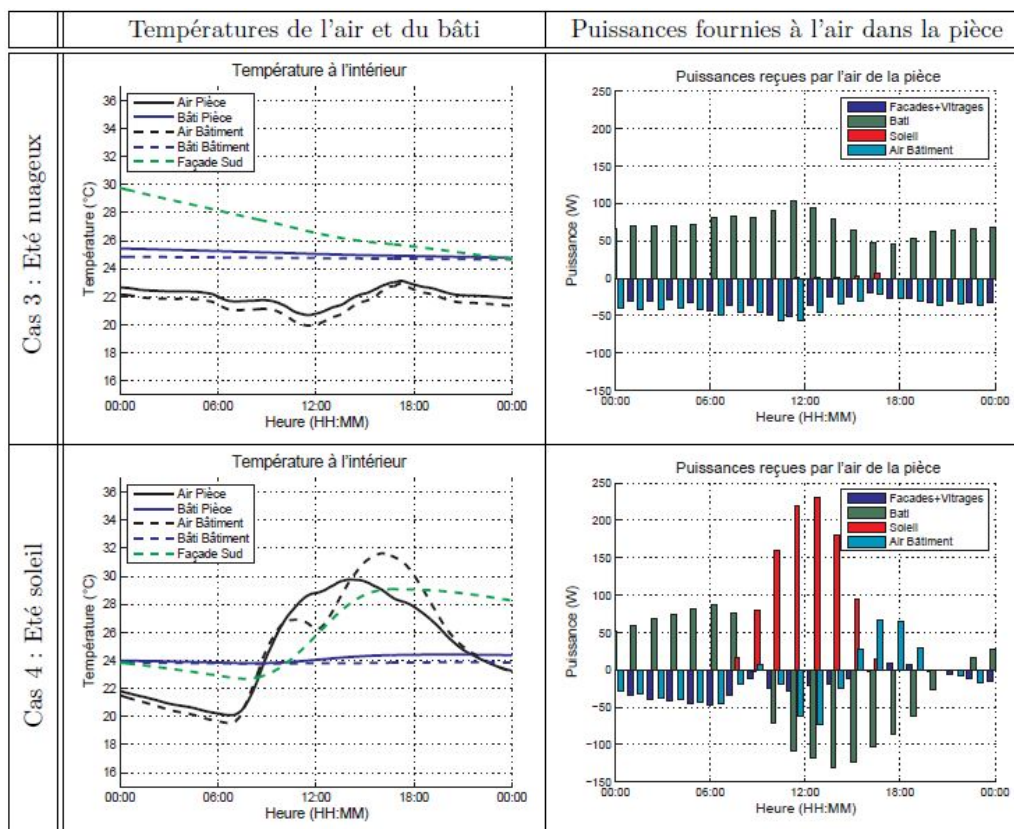 Températures de l'air et du bâti
Puissances fournies à l'air dans la pièce
Cas 3 : Eté nuageux
Température à l'intérieur
Air Pièce
Bâti Pièce
Air Bâtiment
Bâti Bâtiment
Façade Sud
Température (°C)
36
34
32
30
28
26
24
22
20
18
16
00:00 06:00 12:00 18:00 00:00
Heure (HH:MM)
Puissances reçues par l'air de la pièce
Facades+Vitrages
Bati
Soleil
Air Bâtiment
Puissance (W)
250
200
150
100
50
0
−50
−100
−150
00:00 06:00 12:00 18:00 00:00
Heure (HH:MM)
Cas 4 : Eté soleil
Température à l'intérieur
Air Pièce
Bâti Pièce
Air Bâtiment
Bâti Bâtiment
Façade Sud
Température (°C)
36
34
32
30
28
26
24
22
20
18
16
00:00 06:00 12:00 18:00 00:00
Heure (HH:MM)
Puissances reçues par l'air de la pièce
Facades+Vitrages
Bati
Soleil
Air Bâtiment
Puissance (W)
250
200
150
100
50
0
−50
−100
−150
00:00 06:00 12:00 18:00 00:00
Heure (HH:MM)